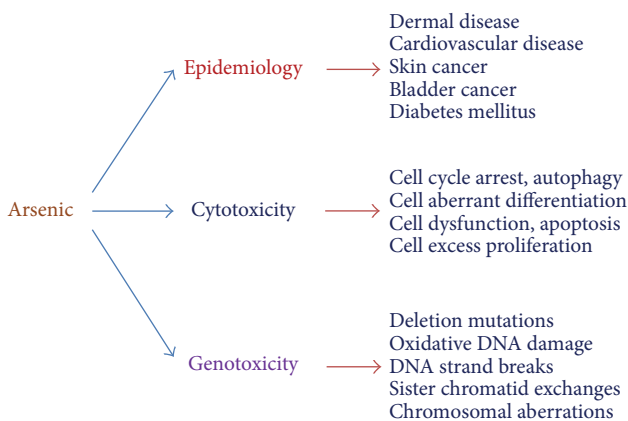 Arsenic
Epidemiology
Dermal disease
Cardiovascular disease
Skin cancer
Bladder cancer
Diabetes mellitus
Cytotoxicity
Cell cycle arrest, autophagy
Cell aberrant differentiation
Cell dysfunction, apoptosis
Cell excess proliferation
Genotoxicity
Deletion mutations
Oxidative DNA damage
DNA strand breaks
Sister chromatid exchanges
Chromosomal aberrations